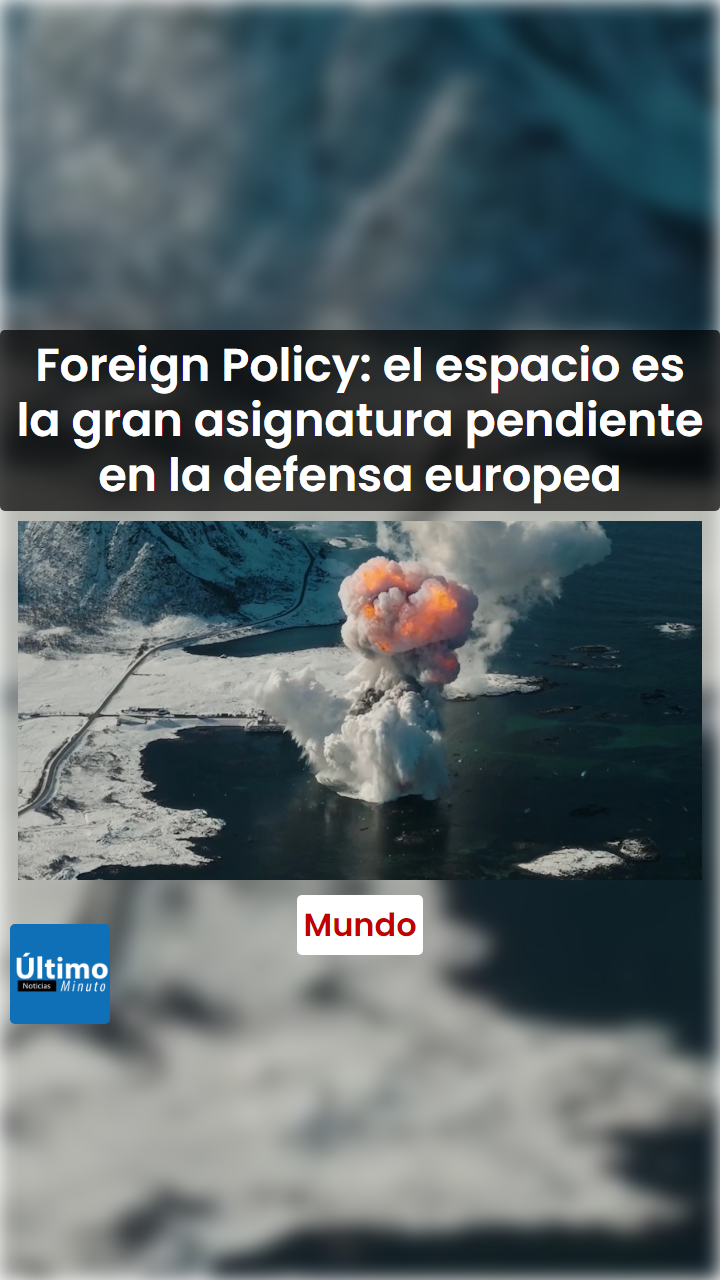 Foreign Policy: el espacio es
la gran asignatura pendiente
en la defensa europea
Mundo
Último
Noticias Minuto